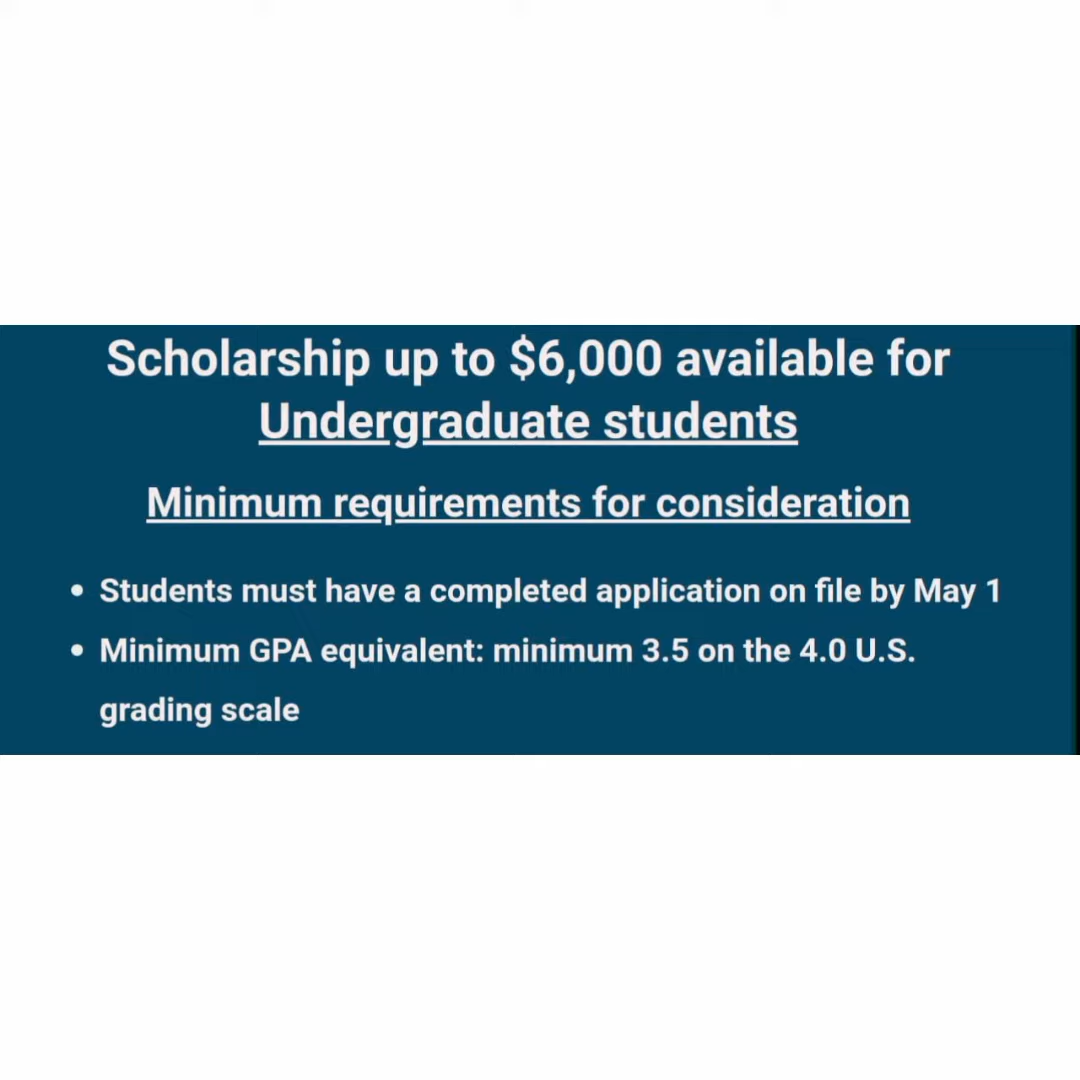 Scholarship up to $6,000 available for
Undergraduate students
Minimum requirements for consideration
• Students must have a completed application on file by May 1
• Minimum GPA equivalent: minimum 3.5 on the 4.0 U.S.
grading scale